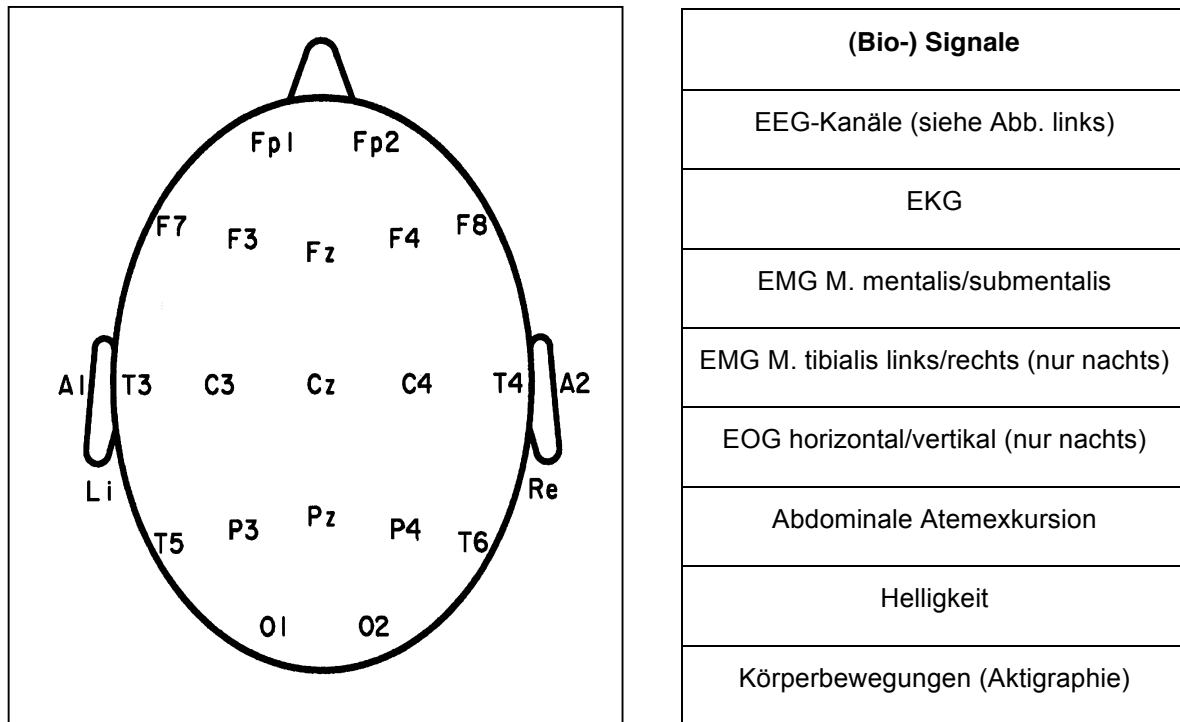 Fp1 Fp2
F7 F3 Fz F4 F8
A1 T3 C3 Cz C4 T4 A2
Li Re
T5 P3 Pz P4 T6
O1 O2
(Bio-) Signale
EEG-Kanäle (siehe Abb. links)
EKG
EMG M. mentalis/submentalis
EMG M. tibialis links/rechts (nur nachts)
EOG horizontal/vertikal (nur nachts)
Abdominale Atemexkursion
Helligkeit
Körperbewegungen (Aktigraphie)